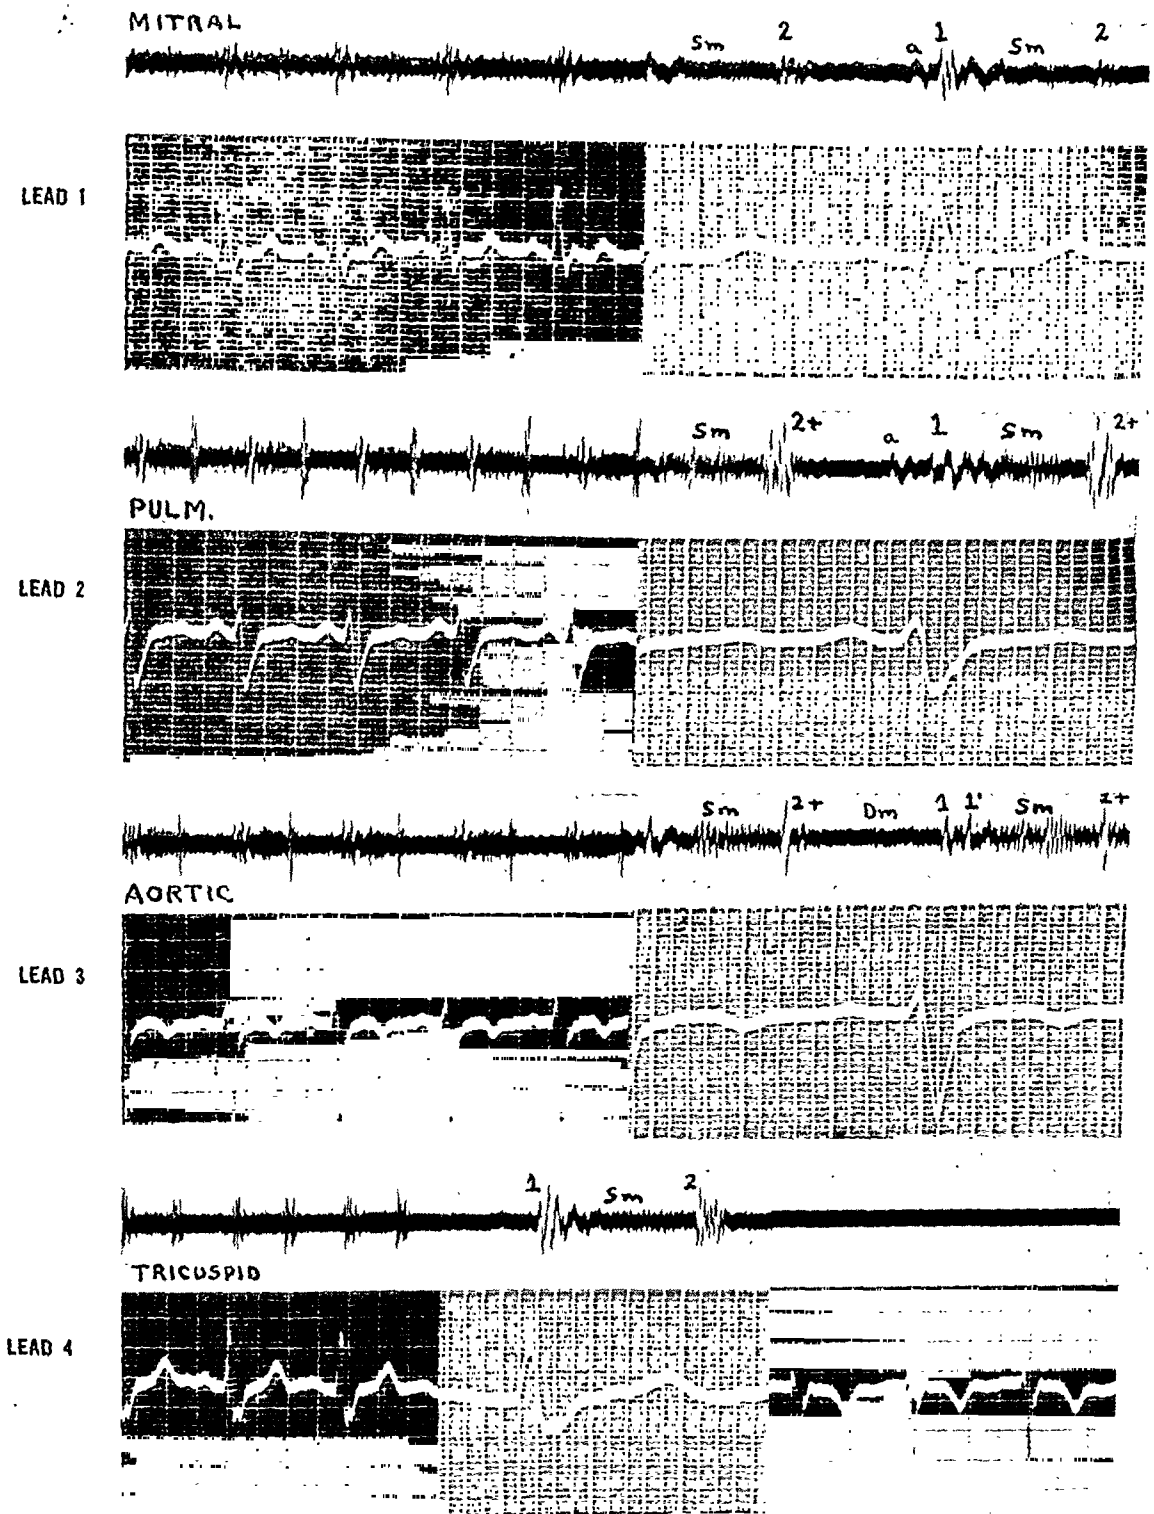 MITRAL
Sm 2 a 1 Sm 2
LEAD 1
Sm 2+ a 1 Sm 2+
PULM.
LEAD 2
Sm 2+ Dm 1 1' Sm 2+
AORTIC
LEAD 3
1 Sm 2
TRICUSPID
LEAD 4